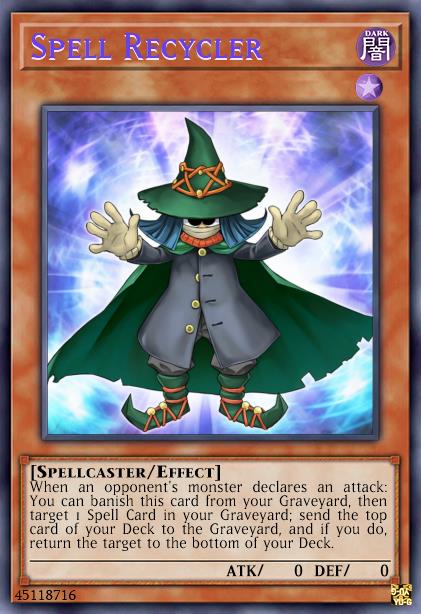 Spell Recycler
DARK
闇
[Spellcaster/Effect]
When an opponent's monster declares an attack:
You can banish this card from your Graveyard, then
target 1 Spell Card in your Graveyard; send the top
card of your Deck to the Graveyard, and if you do,
return the target to the bottom of your Deck.
ATK/ 0 DEF/ 0
45118716